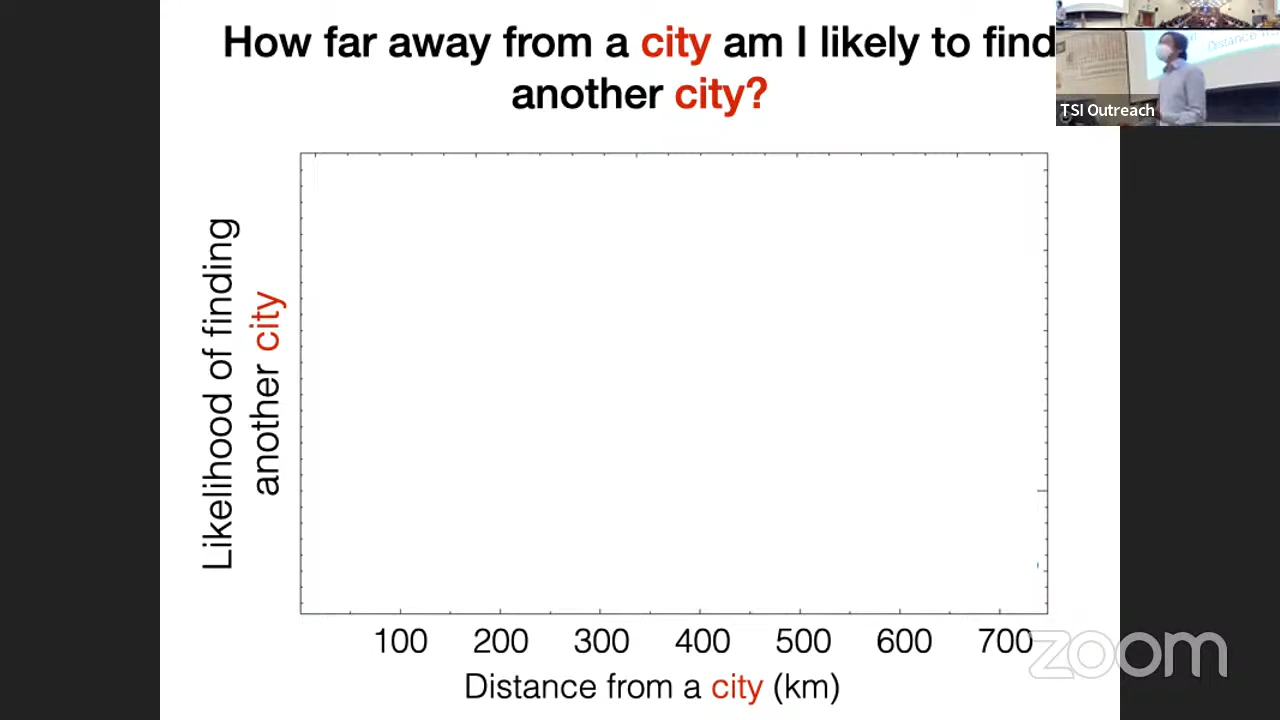 How far away from a city am I likely to find
another city?
TSI Outreach
Likelihood of finding
another city
100 200 300 400 500 600 700
Distance from a city (km)
zoom